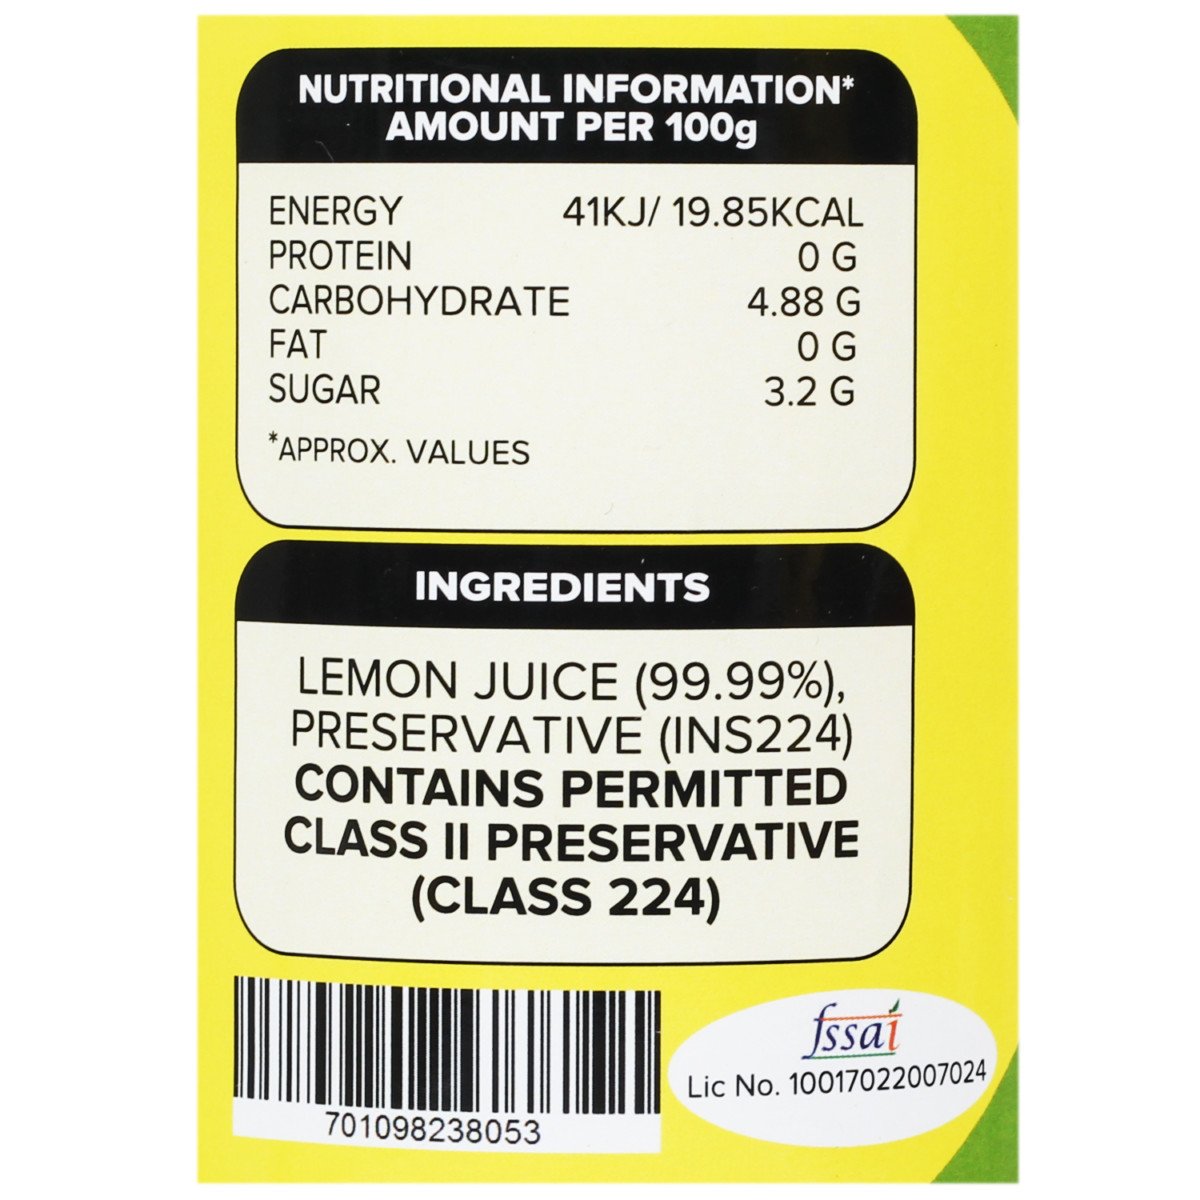 NUTRITIONAL INFORMATION*
AMOUNT PER 100g
ENERGY 41KJ/ 19.85KCAL
PROTEIN 0 G
CARBOHYDRATE 4.88 G
FAT 0 G
SUGAR 3.2 G
*APPROX. VALUES
INGREDIENTS
LEMON JUICE (99.99%),
PRESERVATIVE (INS224)
CONTAINS PERMITTED
CLASS II PRESERVATIVE
(CLASS 224)
701098238053
fssai
Lic No. 10017022007024